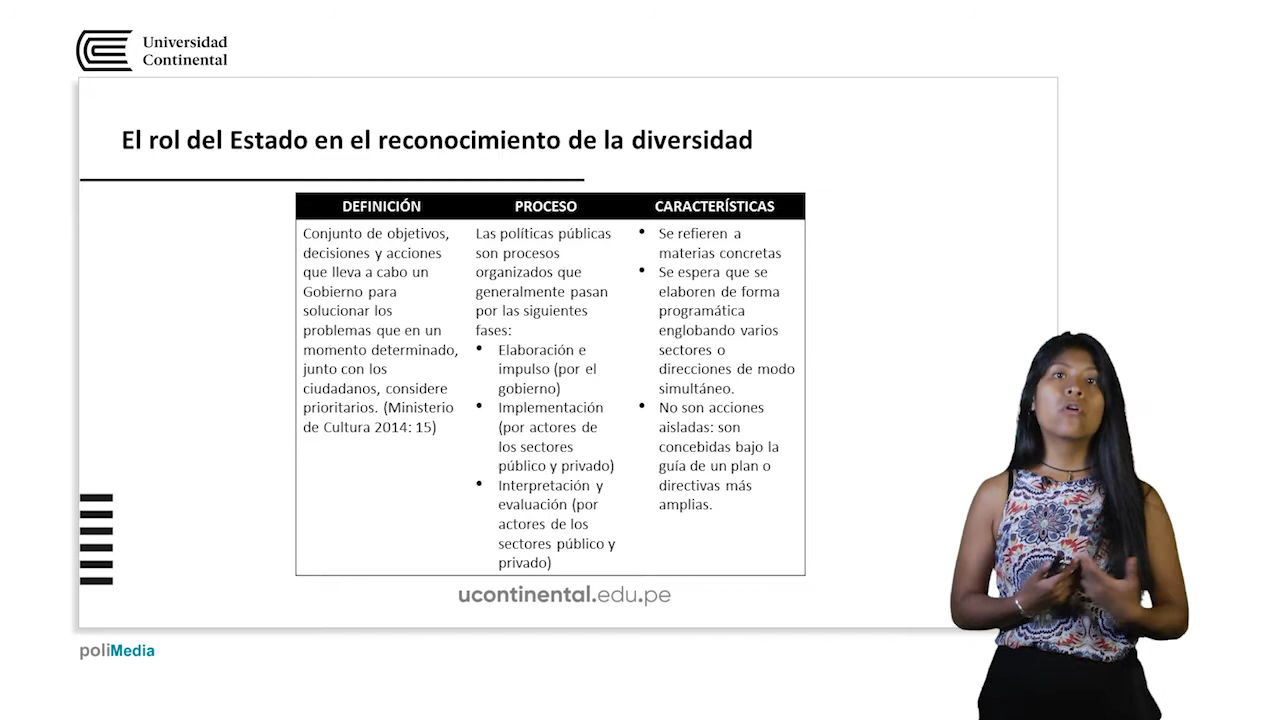 Universidad
Continental
El rol del Estado en el reconocimiento de la diversidad
DEFINICIÓN
Conjunto de objetivos,
decisiones y acciones
que lleva a cabo un
Gobierno para
solucionar los
problemas que en un
momento determinado,
junto con los
ciudadanos, considere
prioritarios. (Ministerio
de Cultura 2014: 15)
PROCESO
Las políticas públicas
son procesos
organizados que
generalmente pasan
por las siguientes
fases:
• Elaboración e
impulso (por el
gobierno)
• Implementación
(por actores de
los sectores
público y privado)
• Interpretación y
evaluación (por
actores de los
sectores público y
privado)
CARACTERÍSTICAS
• Se refieren a
materias concretas
• Se espera que se
elaboren de forma
programática
englobando varios
sectores o
direcciones de modo
simultáneo.
• No son acciones
aisladas: son
concebidas bajo la
guía de un plan o
directivas más
amplias.
ucontinental.edu.pe
poliMedia